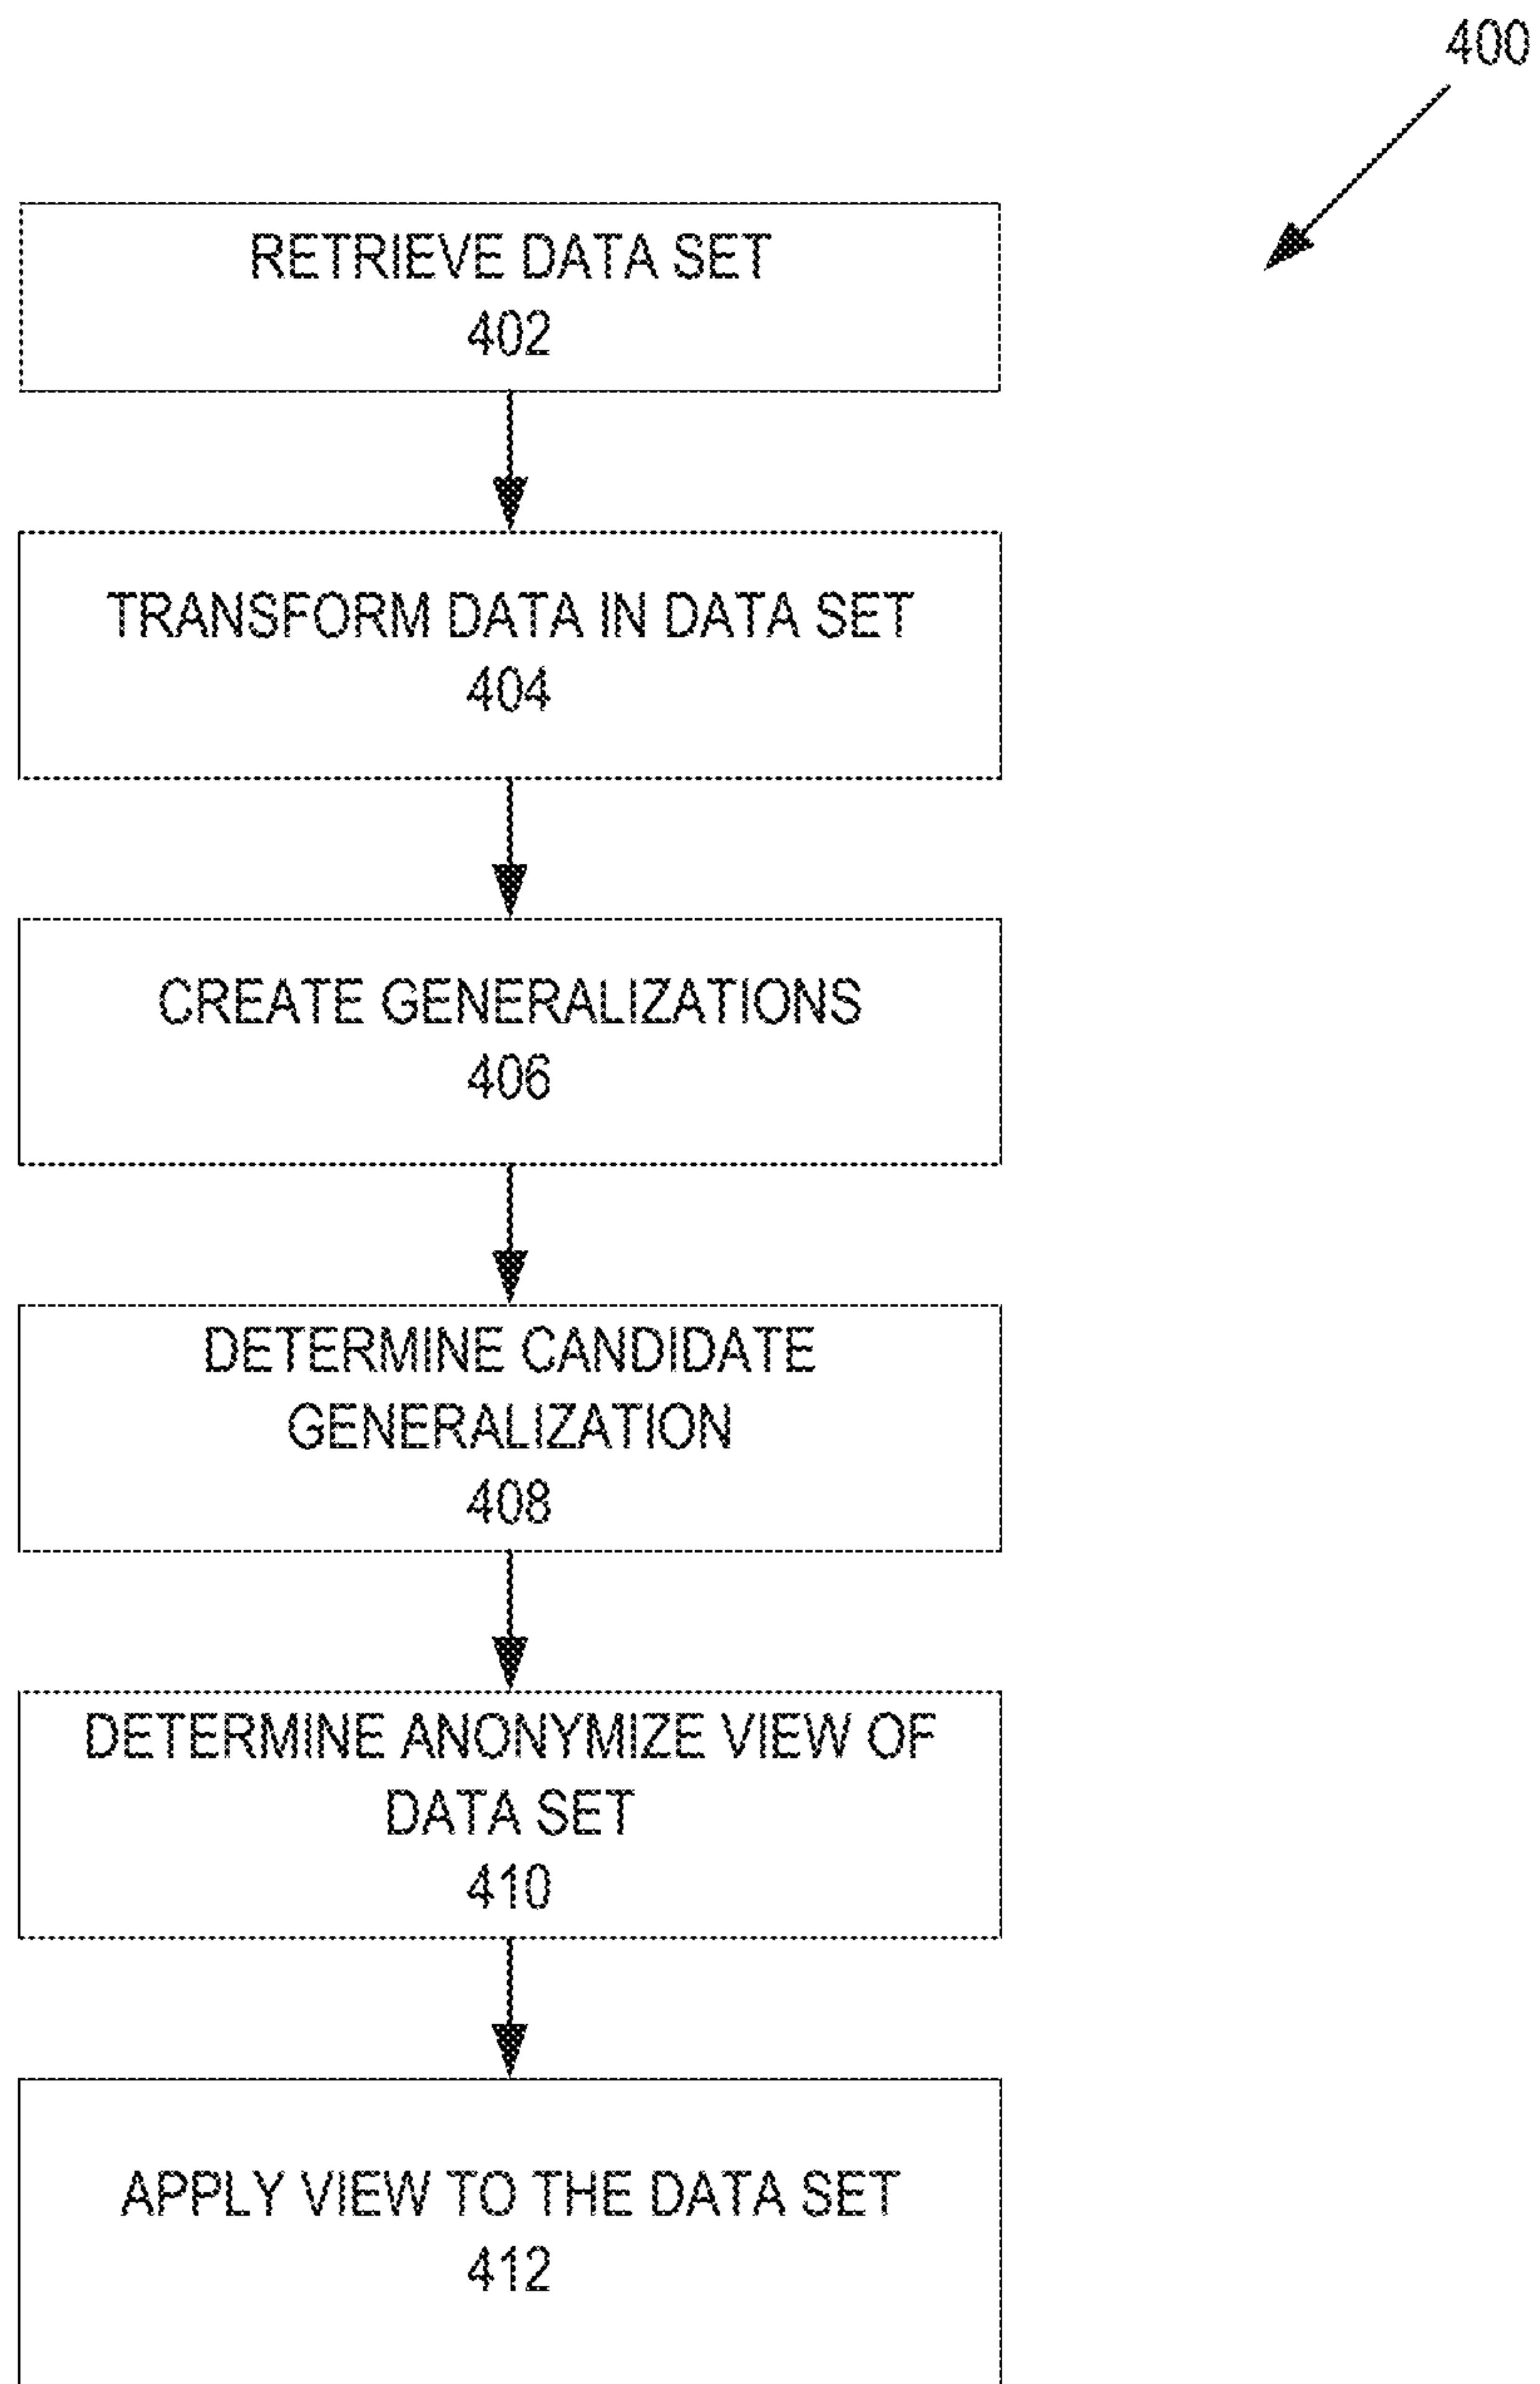 400
RETRIEVE DATA SET
402
TRANSFORM DATA IN DATA SET
404
CREATE GENERALIZATIONS
406
DETERMINE CANDIDATE
GENERALIZATION
408
DETERMINE ANONYMIZE VIEW OF
DATA SET
410
APPLY VIEW TO THE DATA SET
412